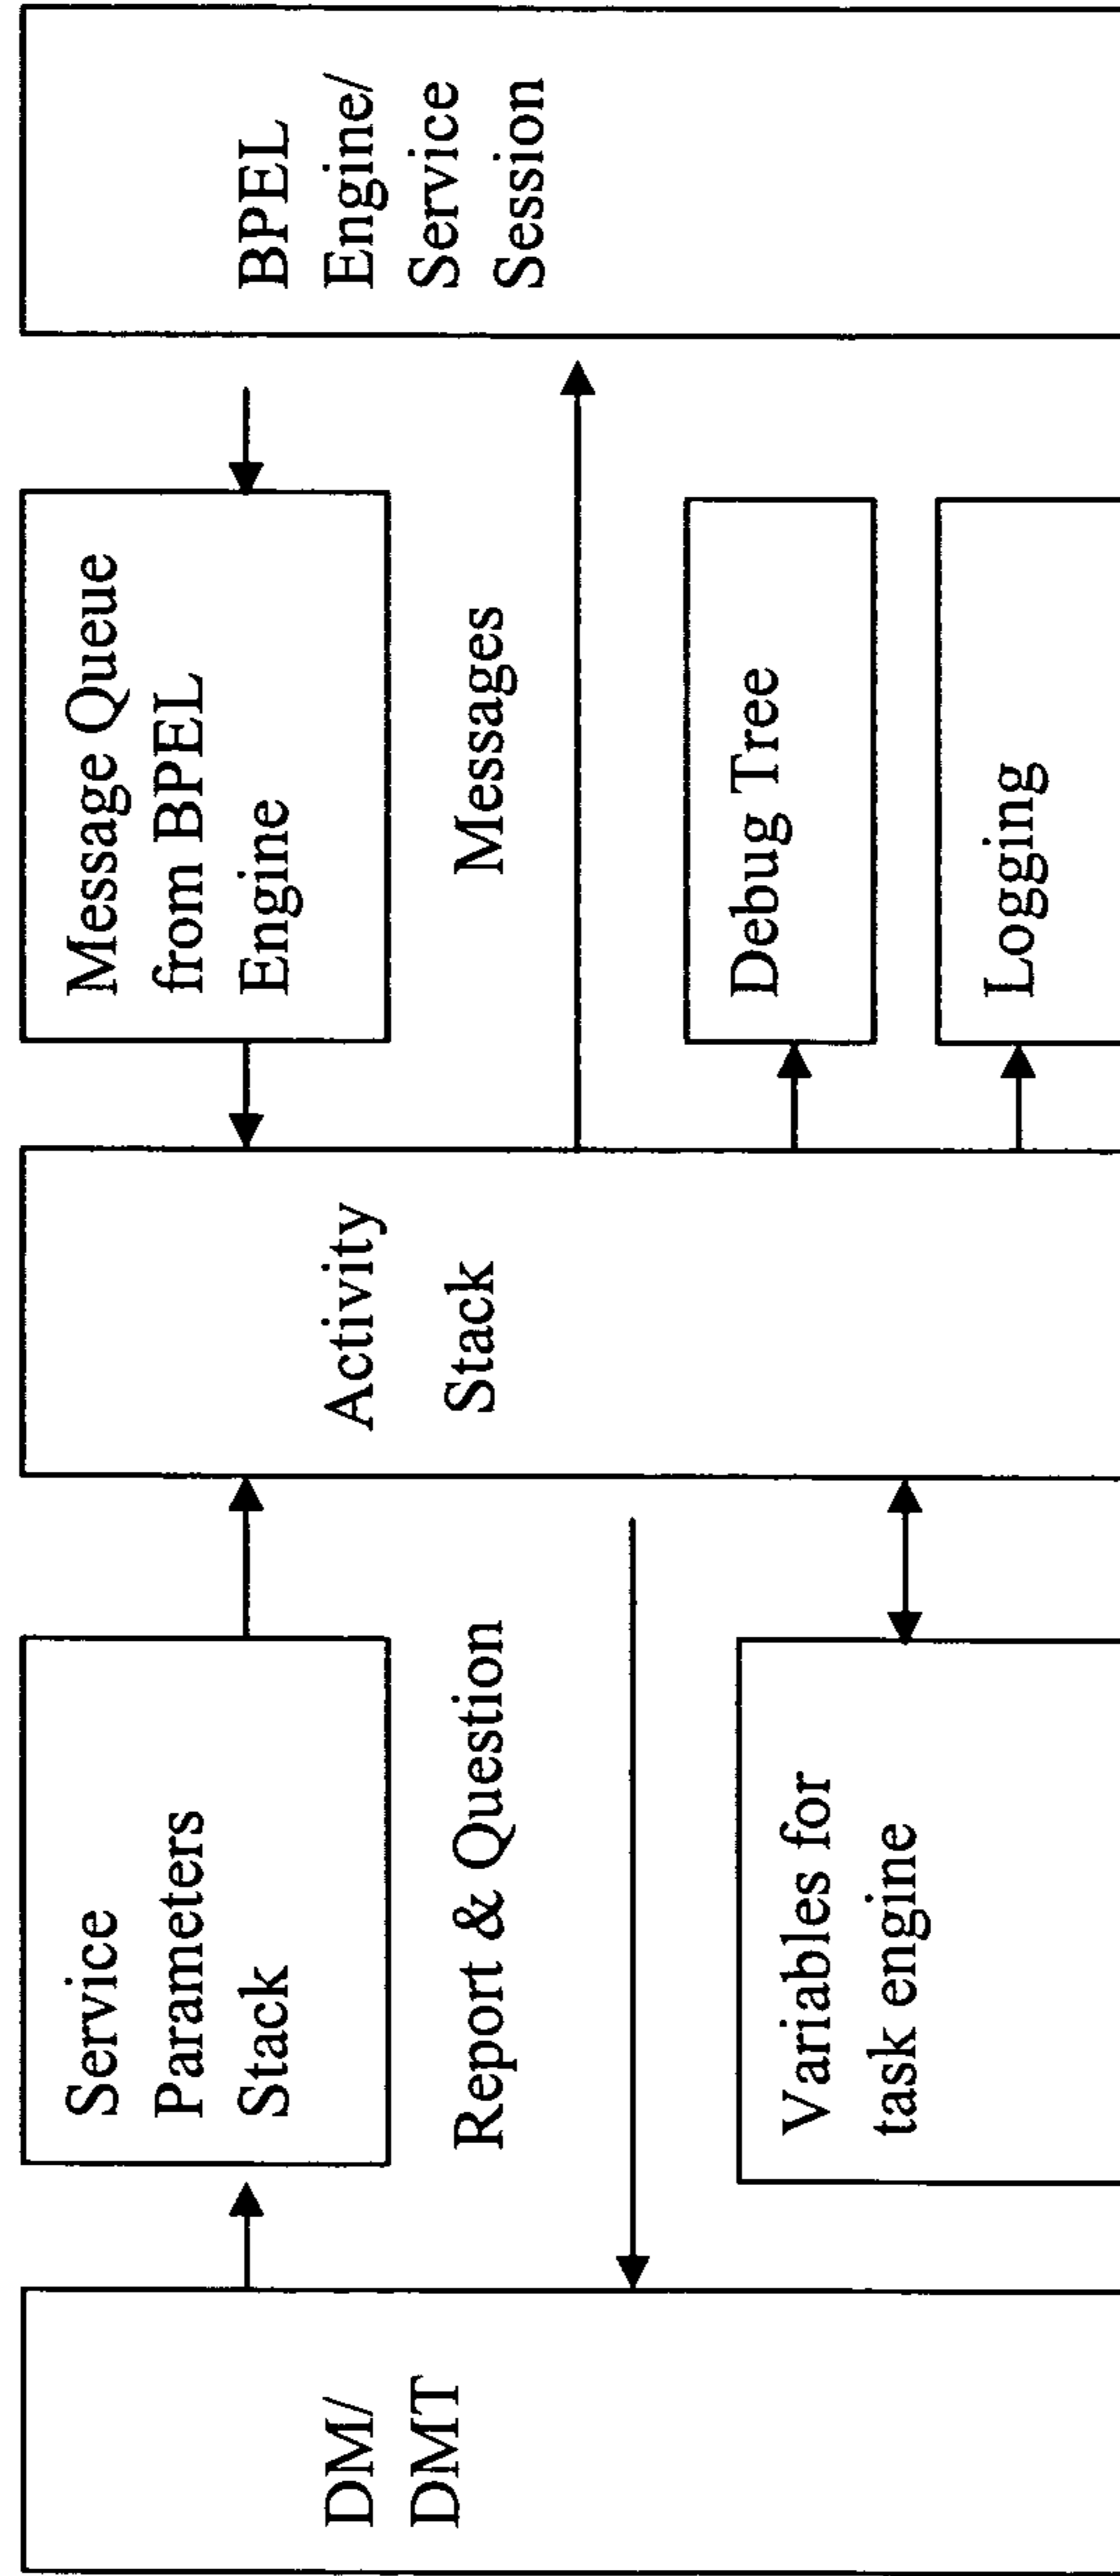 DM/
DMT
Service
Parameters
Stack
Report & Question
Variables for
task engine
Activity
Stack
Message Queue
from BPEL
Engine
Messages
Debug Tree
Logging
BPEL
Engine/
Service
Session